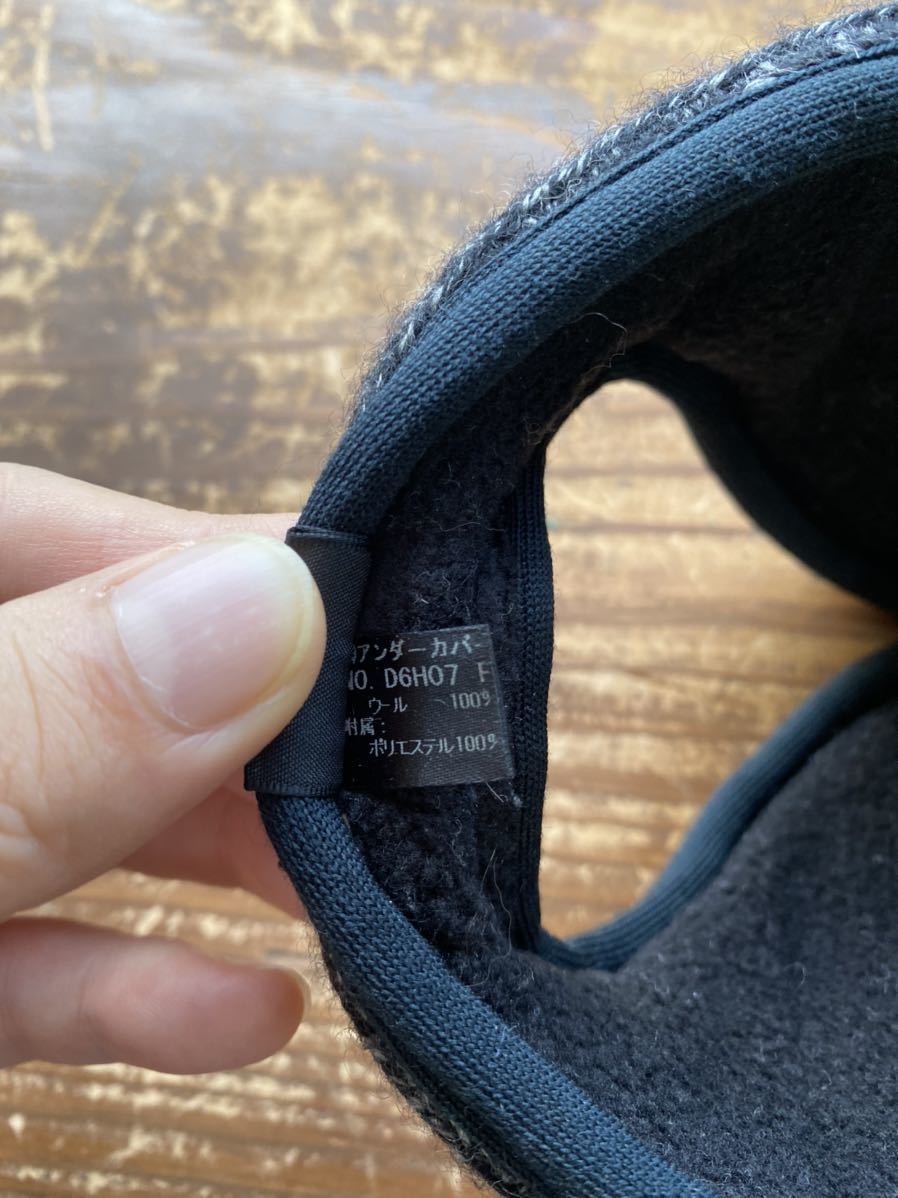 アンダーカバー
NO. D6H07 F
ウール 100%
付属:
ポリエステル100%